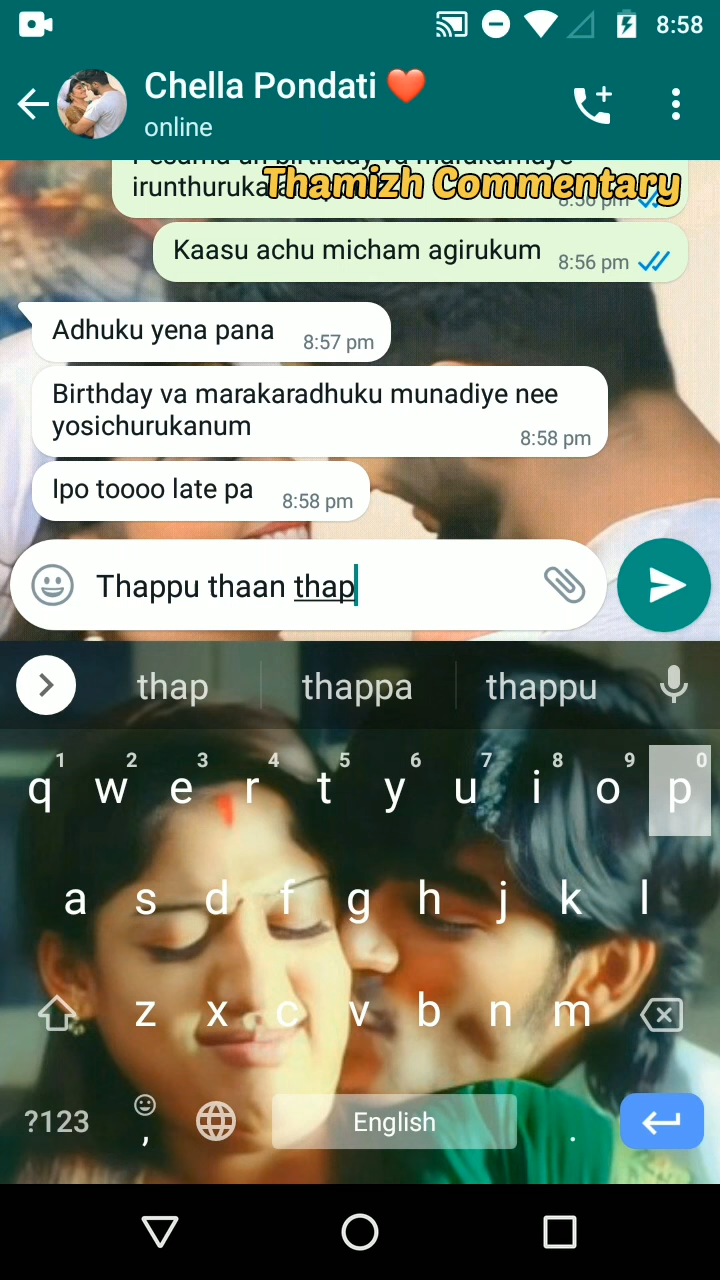 8:58
Chella Pondati ❤️
online
birthday va marakamaye
Thamizh Commentary
8:56 pm
Kaasu achu micham agirukum 8:56 pm
Adhuku yena pana 8:57 pm
Birthday va marakaradhuku munadiye nee
yosichurukanum 8:58 pm
Ipo toooo late pa 8:58 pm
Thappu thaan thap
thap thappa thappu
1 2 3 4 5 6 7 8 9 0
q w e r t y u i o p
a s d f g h j k l
z x c v b n m
?123 , English .